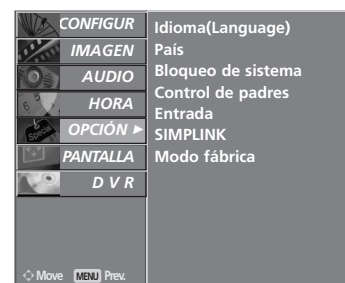 CONFIGUR
IMAGEN
AUDIO
HORA
OPCIÓN ►
PANTALLA
D V R
Idioma(Language)
País
Bloqueo de sistema
Control de padres
Entrada
SIMPLINK
Modo fábrica
Special
Move MENU Prev.